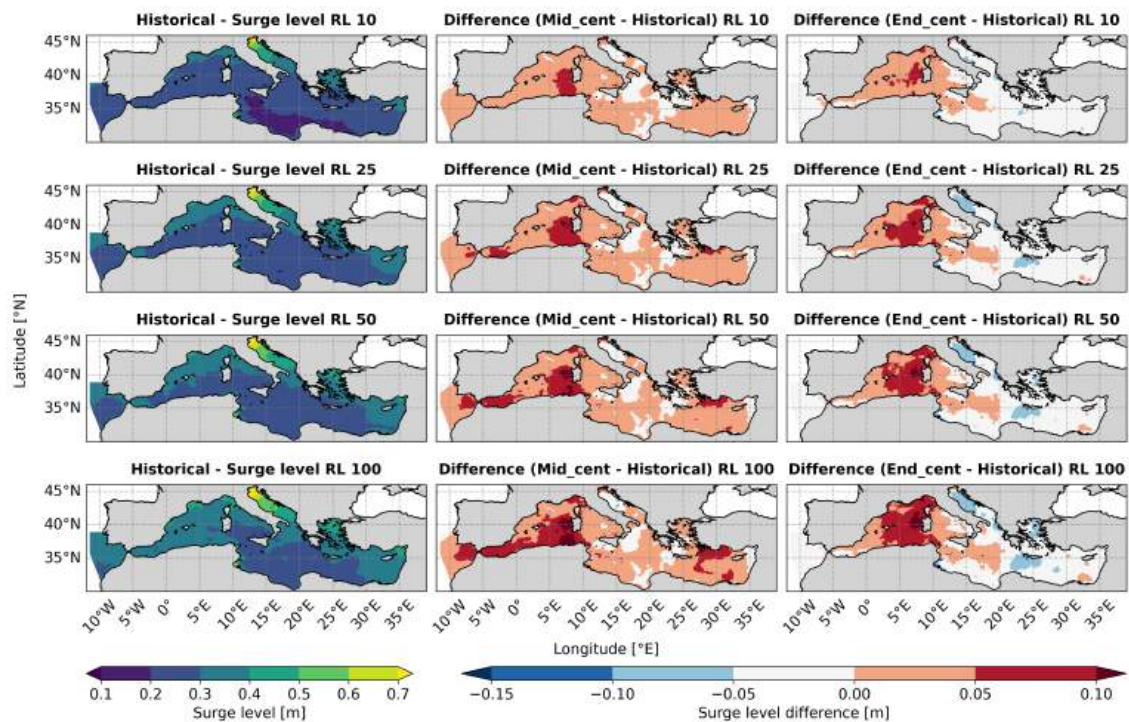 Historical - Surge level RL 10
Difference (Mid_cent - Historical) RL 10
Difference (End_cent - Historical) RL 10
45°N
40°N
35°N
Historical - Surge level RL 25
Difference (Mid_cent - Historical) RL 25
Difference (End_cent - Historical) RL 25
45°N
40°N
35°N
Latitude [°N]
Historical - Surge level RL 50
Difference (Mid_cent - Historical) RL 50
Difference (End_cent - Historical) RL 50
45°N
40°N
35°N
Historical - Surge level RL 100
Difference (Mid_cent - Historical) RL 100
Difference (End_cent - Historical) RL 100
45°N
40°N
35°N
10°W 5°W 0° 5°E 10°E 15°E 20°E 25°E 30°E 35°E
10°W 5°W 0° 5°E 10°E 15°E 20°E 25°E 30°E 35°E
10°W 5°W 0° 5°E 10°E 15°E 20°E 25°E 30°E 35°E
Longitude [°E]
0.1 0.2 0.3 0.4 0.5 0.6 0.7
Surge level [m]
−0.15 −0.10 −0.05 0.00 0.05 0.10
Surge level difference [m]